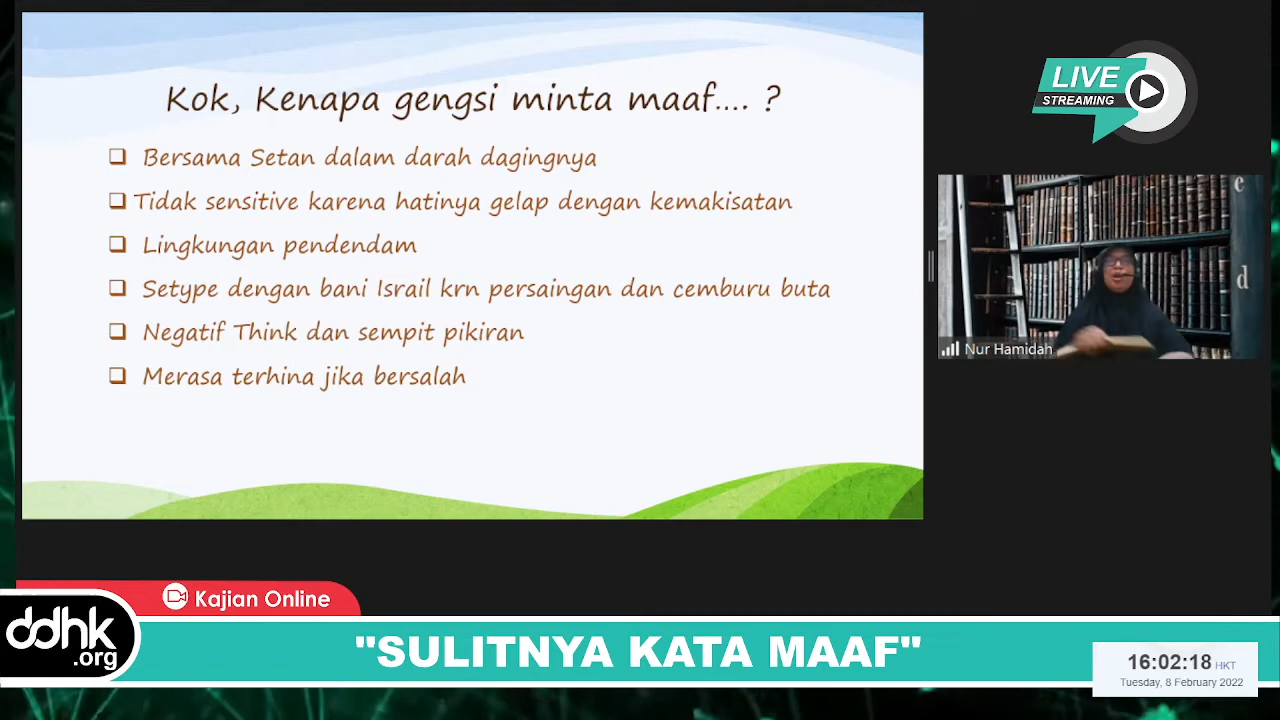 Kok, Kenapa gengsi minta maaf.... ?
Bersama Setan dalam darah dagingnya
Tidak sensitive karena hatinya gelap dengan kemakisatan
Lingkungan pendendam
Setype dengan bani Israil krn persaingan dan cemburu buta
Negatif Think dan sempit pikiran
Merasa terhina jika bersalah
LIVE
STREAMING
e
d
Nur Hamidah
Kajian Online
ddhk
.org
"SULITNYA KATA MAAF"
16:02:18 HKT
Tuesday, 8 February 2022